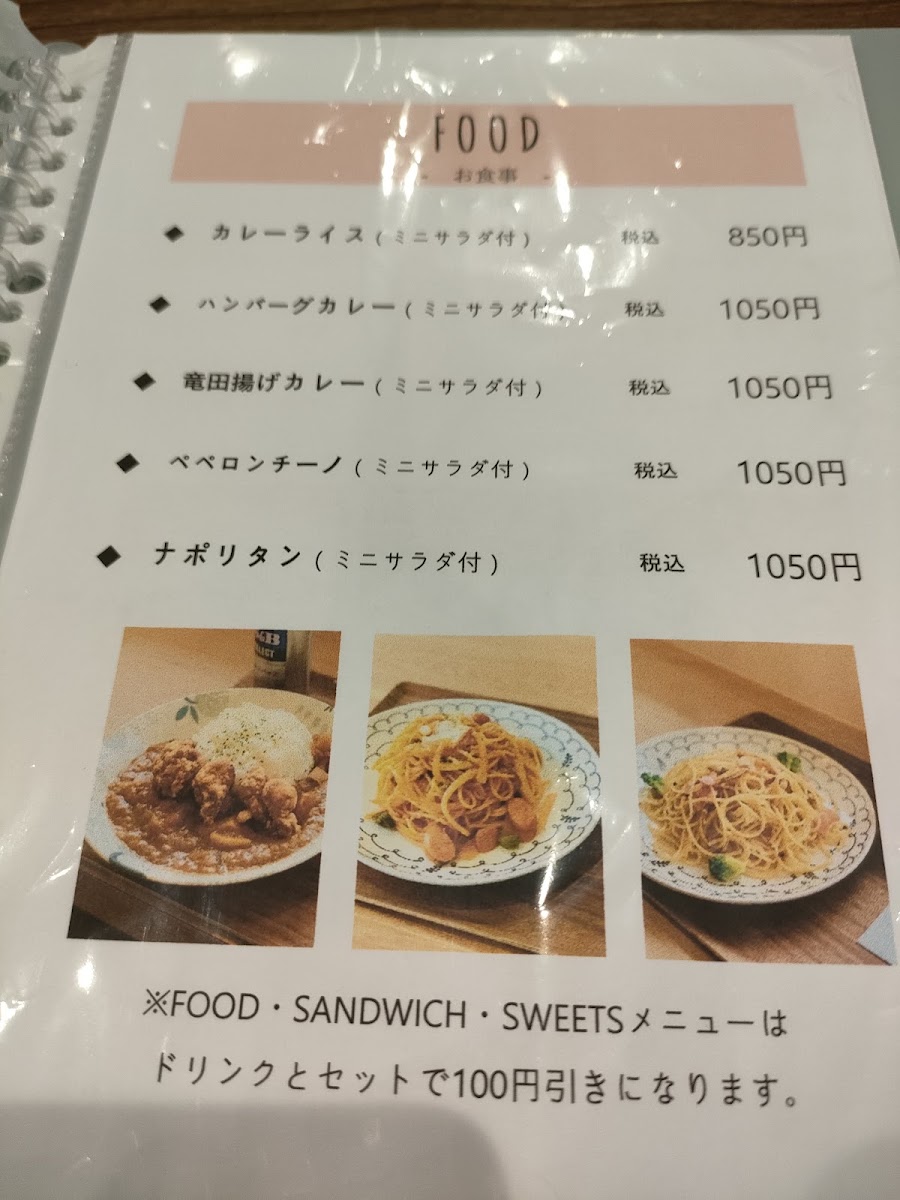 FOOD
- お食事 -
◆ カレーライス(ミニサラダ付) 税込 850円
◆ ハンバーグカレー(ミニサラダ付) 税込 1050円
◆ 竜田揚げカレー(ミニサラダ付) 税込 1050円
◆ ペペロンチーノ(ミニサラダ付) 税込 1050円
◆ ナポリタン(ミニサラダ付) 税込 1050円
※FOOD・SANDWICH・SWEETSメニューは
ドリンクとセットで100円引きになります。